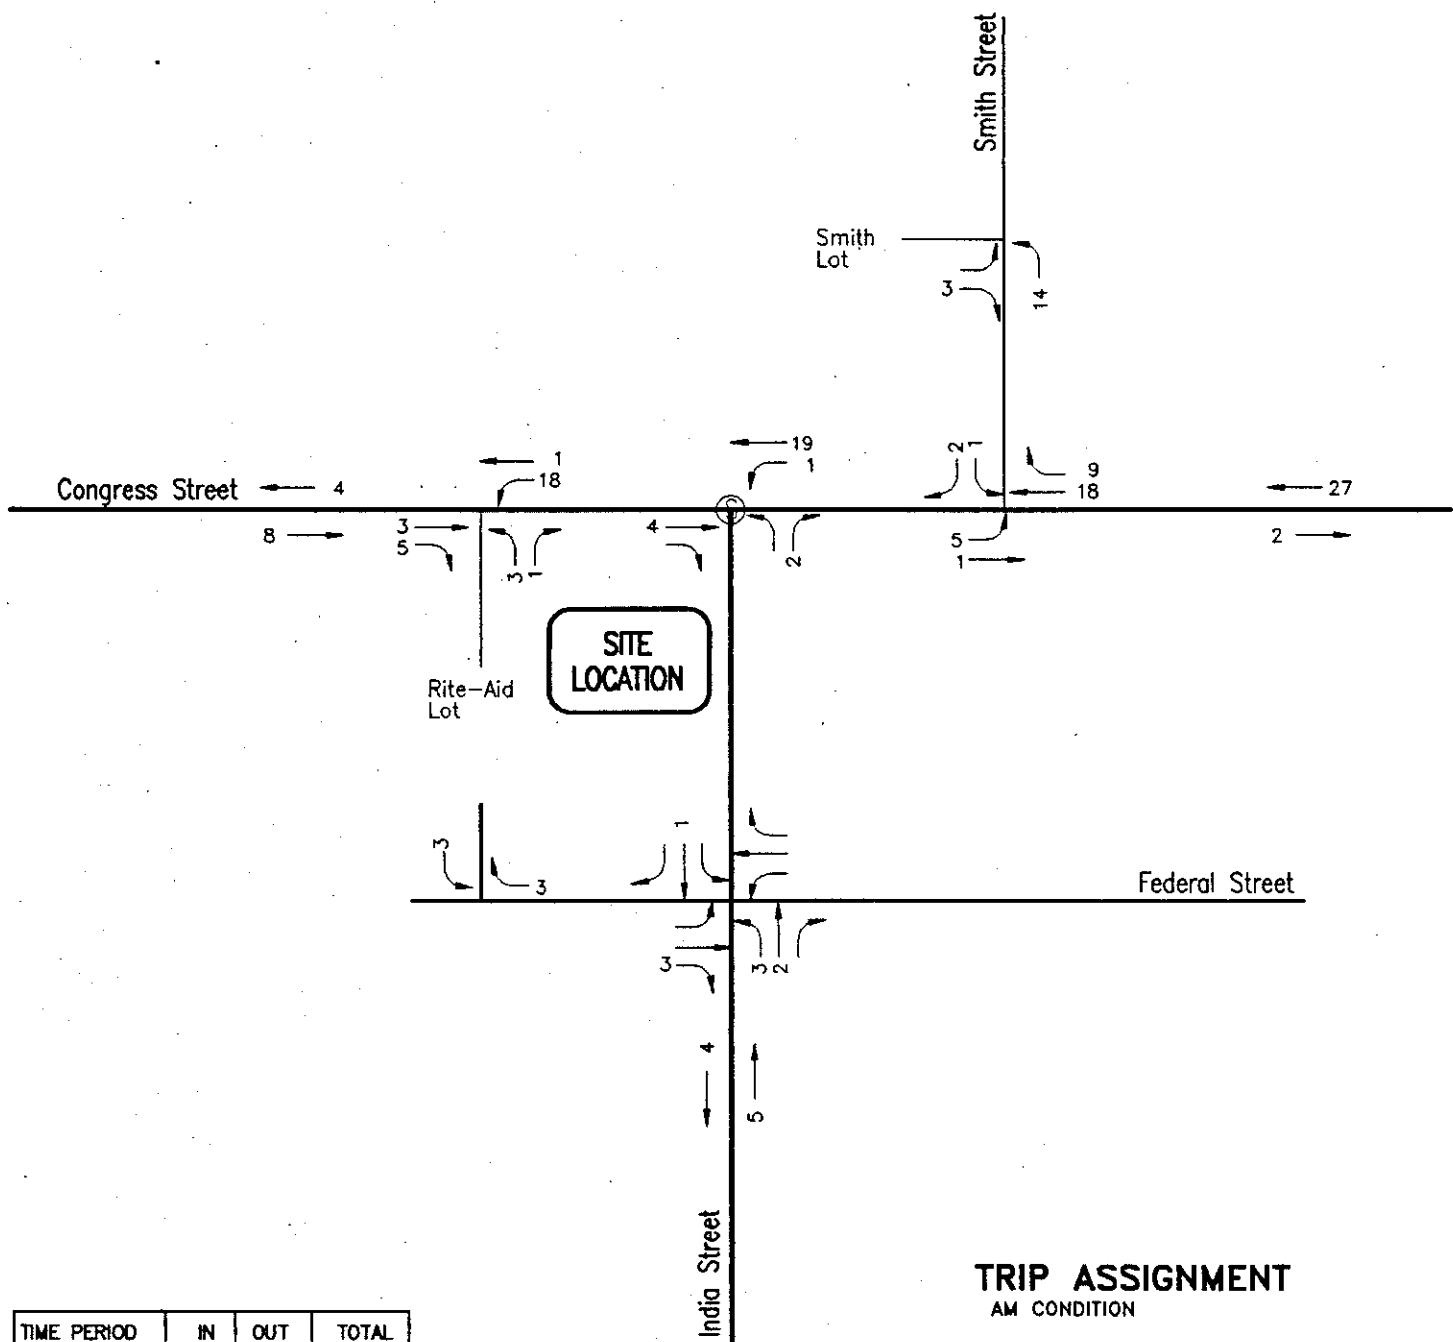 Smith Street
Smith
Lot
3
14
19
1
2
1
9
18
27
1
18
Congress Street
4
8
3
5
3
1
4
2
5
1
2
S
SITE
LOCATION
Rite-Aid
Lot
3
3
1
Federal Street
3
3
2
4
5
India Street
TRIP ASSIGNMENT
AM CONDITION
TIME PERIOD IN OUT TOTAL